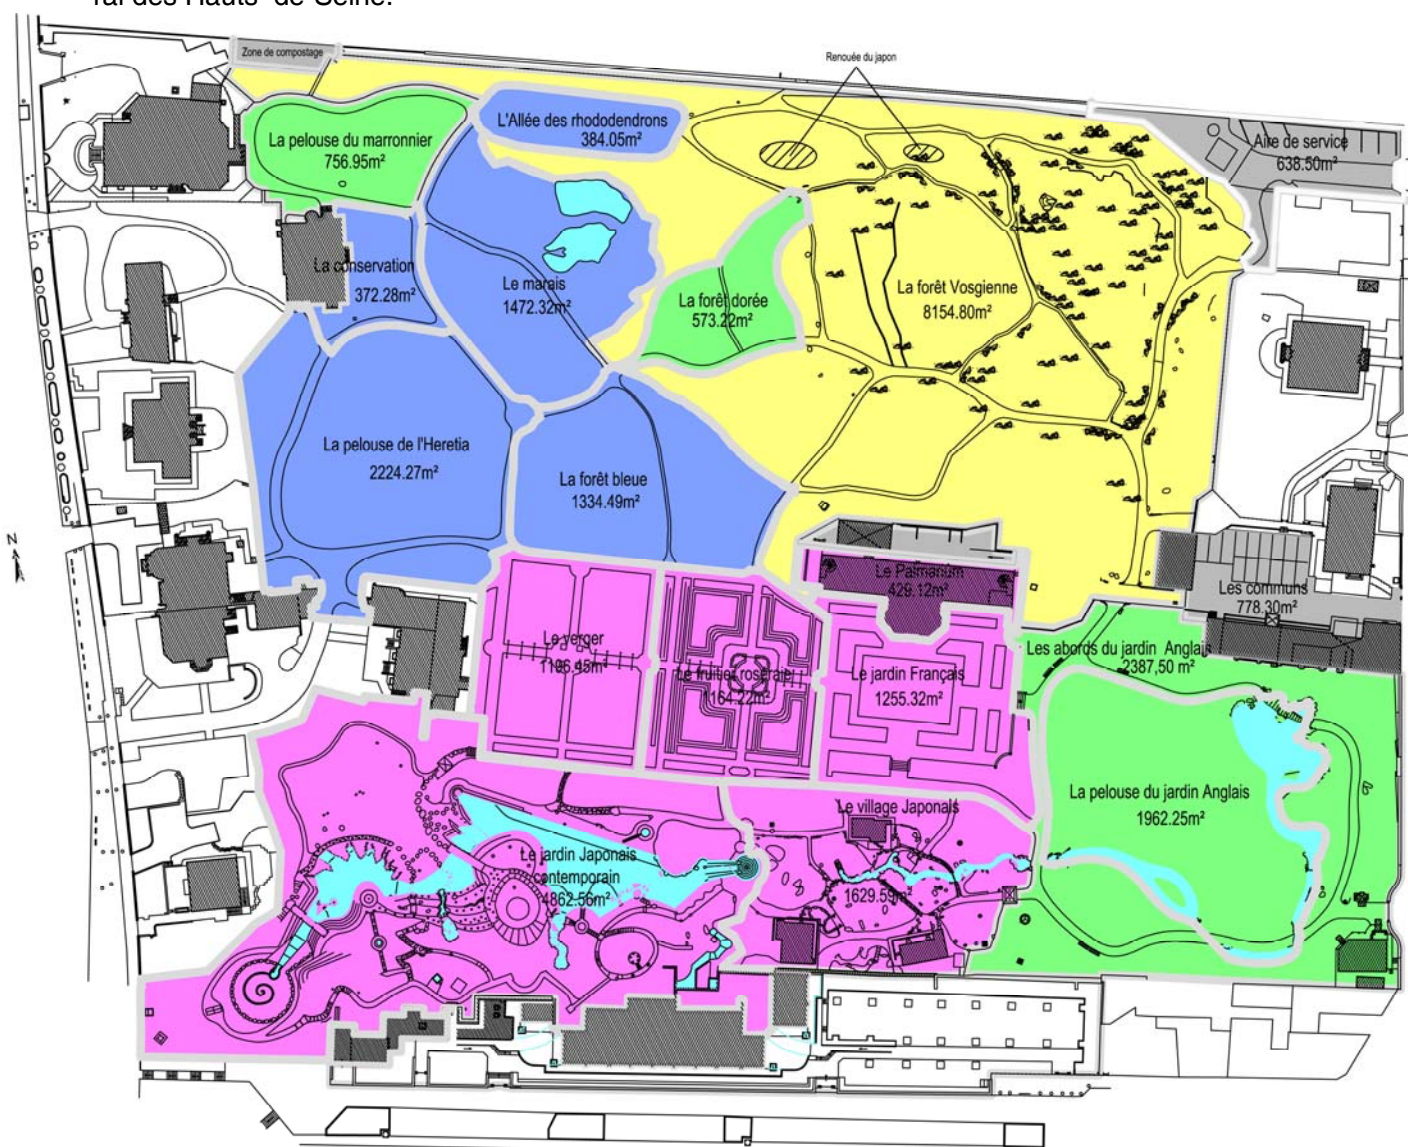 ral des Hauts- de-Seine.
Zone de compostage
Renouée du japon
L'Allée des rhododendrons
384.05m²
La pelouse du marronnier
756.95m²
Aire de service
638.50m²
La conservation
372.28m²
Le marais
1472.32m²
La forêt dorée
573.22m²
La forêt Vosgienne
8154.80m²
La pelouse de l'Heretia
2224.27m²
La forêt bleue
1334.49m²
N
Le Palmarium
429.12m²
Les communs
778.30m²
Le verger
1196.45m²
Le fruitier roseraie
1164.22m²
Le jardin Français
1255.32m²
Les abords du jardin Anglais
2387,50 m²
La pelouse du jardin Anglais
1962.25m²
Le village Japonais
1629.59m²
Le jardin Japonais
contemporain
4862.56m²